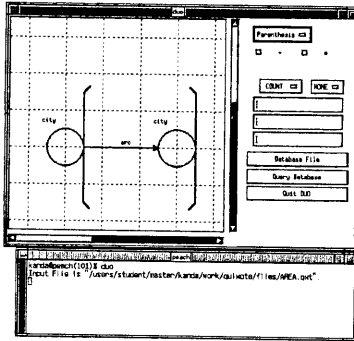 duo
Parenthesis
COUNT
NONE
city
city
arc
Database File
Query Database
Quit DUO
peach
kanda@peach(101)% duo
Input File is "/users/student/master/kanda/work/quixote/files/AREA.qxt".